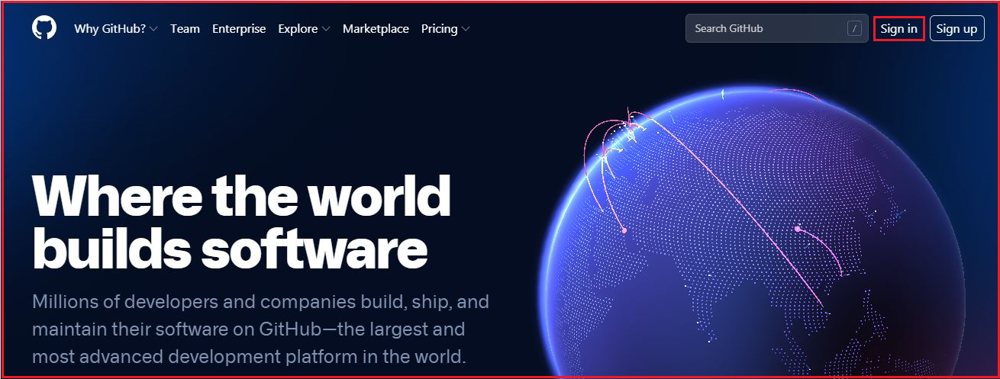 Why GitHub? Team Enterprise Explore Marketplace Pricing Search GitHub / Sign in Sign up
Where the world
builds software
Millions of developers and companies build, ship, and
maintain their software on GitHub—the largest and
most advanced development platform in the world.